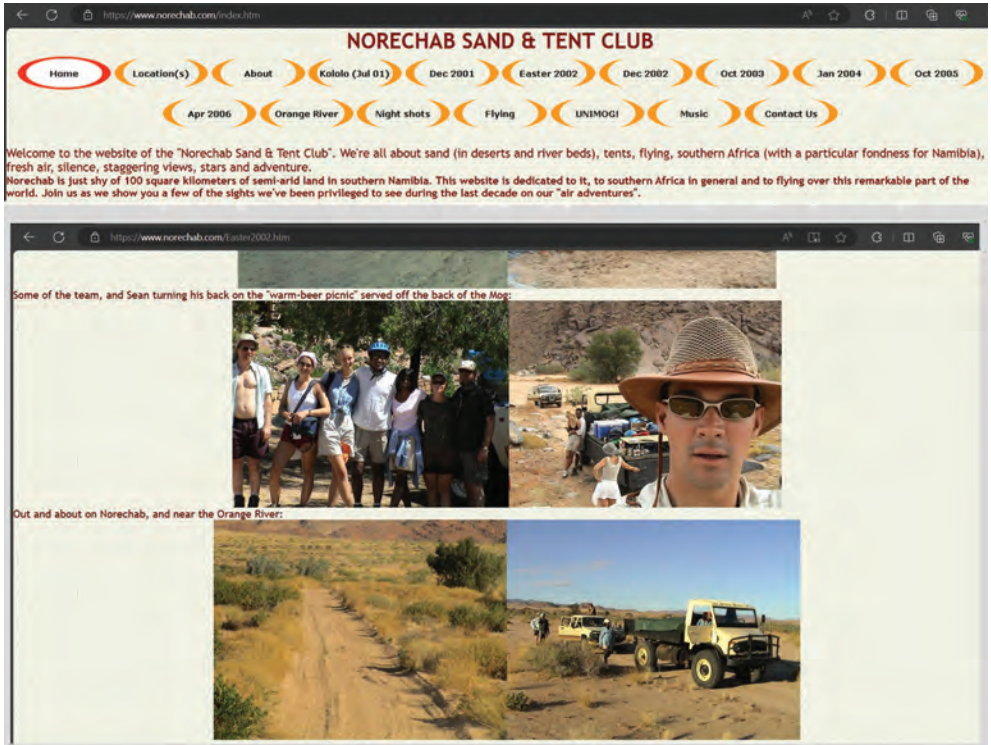 https://www.norechab.com/index.htm
NORECHAB SAND & TENT CLUB
Home Location(s) About Kololo (Jul 01) Dec 2001 Easter 2002 Dec 2002 Oct 2003 Jan 2004 Oct 2005
Apr 2006 Orange River Night shots Flying UNIMOG! Music Contact Us
Welcome to the website of the "Norechab Sand & Tent Club". We're all about sand (in deserts and river beds), tents, flying, southern Africa (with a particular fondness for Namibia),
fresh air, silence, staggering views, stars and adventure.
Norechab is just shy of 100 square kilometers of semi-arid land in southern Namibia. This website is dedicated to it, to southern Africa in general and to flying over this remarkable part of the
world. Join us as we show you a few of the sights we've been privileged to see during the last decade on our "air adventures".
https://www.norechab.com/Easter2002.htm
Some of the team, and Sean turning his back on the "warm-beer picnic" served off the back of the Mog:
Out and about on Norechab, and near the Orange River: